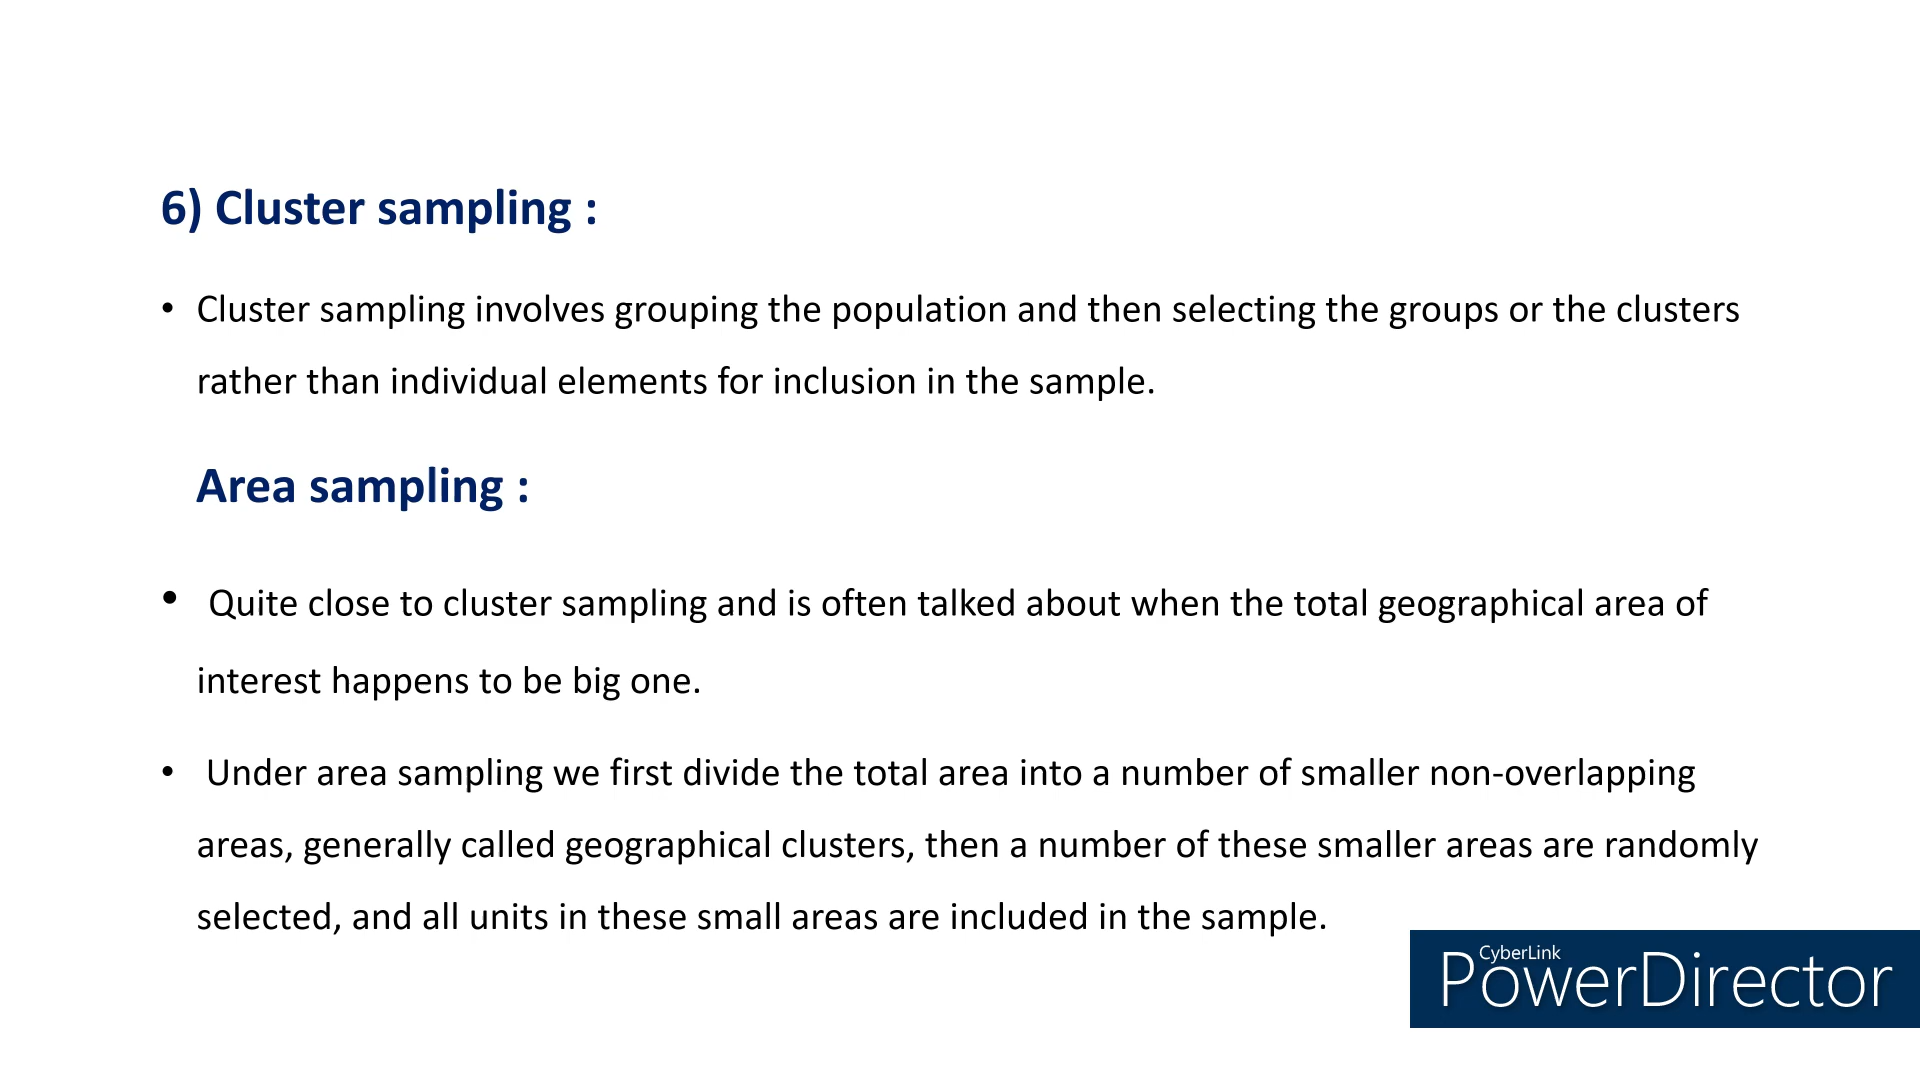 6) Cluster sampling :
• Cluster sampling involves grouping the population and then selecting the groups or the clusters
rather than individual elements for inclusion in the sample.
Area sampling :
• Quite close to cluster sampling and is often talked about when the total geographical area of
interest happens to be big one.
• Under area sampling we first divide the total area into a number of smaller non-overlapping
areas, generally called geographical clusters, then a number of these smaller areas are randomly
selected, and all units in these small areas are included in the sample.
CyberLink
PowerDirector